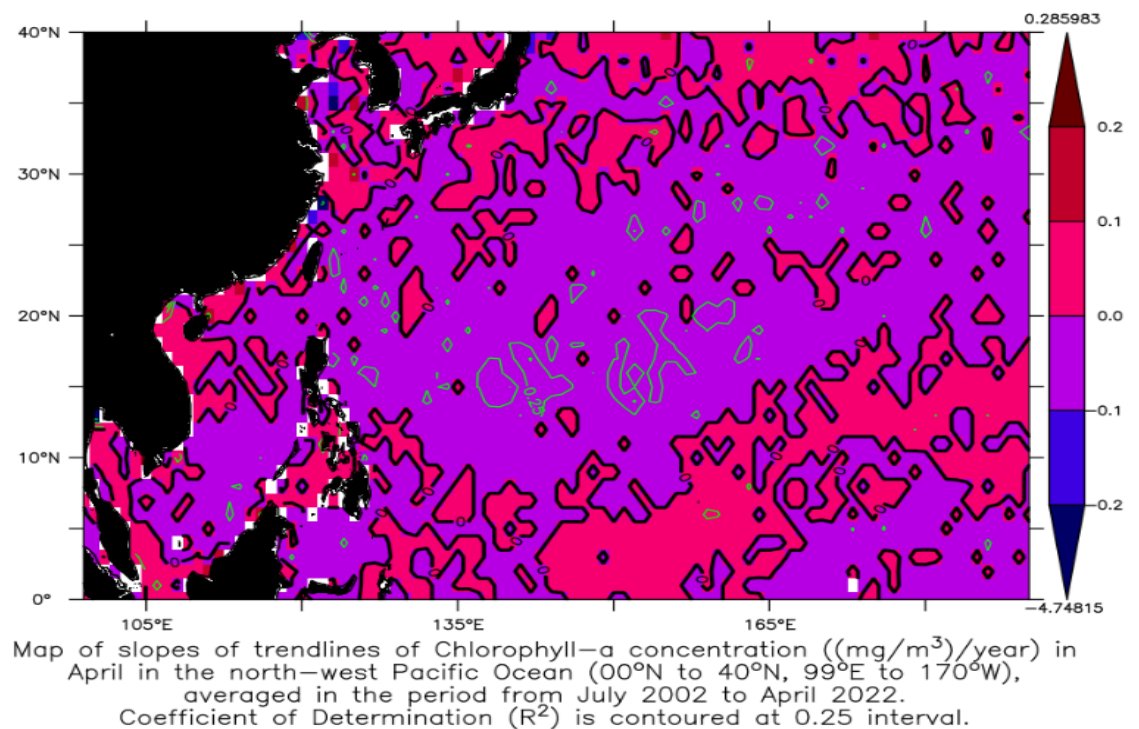 0.285983
40°N
0.2
30°N
0.1
20°N
0.0
-0.1
10°N
-0.2
0°
-4.74815
105°E 135°E 165°E
Map of slopes of trendlines of Chlorophyll-a concentration ((mg/m³)/year) in
April in the north-west Pacific Ocean (00°N to 40°N, 99°E to 170°W),
averaged in the period from July 2002 to April 2022.
Coefficient of Determination (R²) is contoured at 0.25 interval.